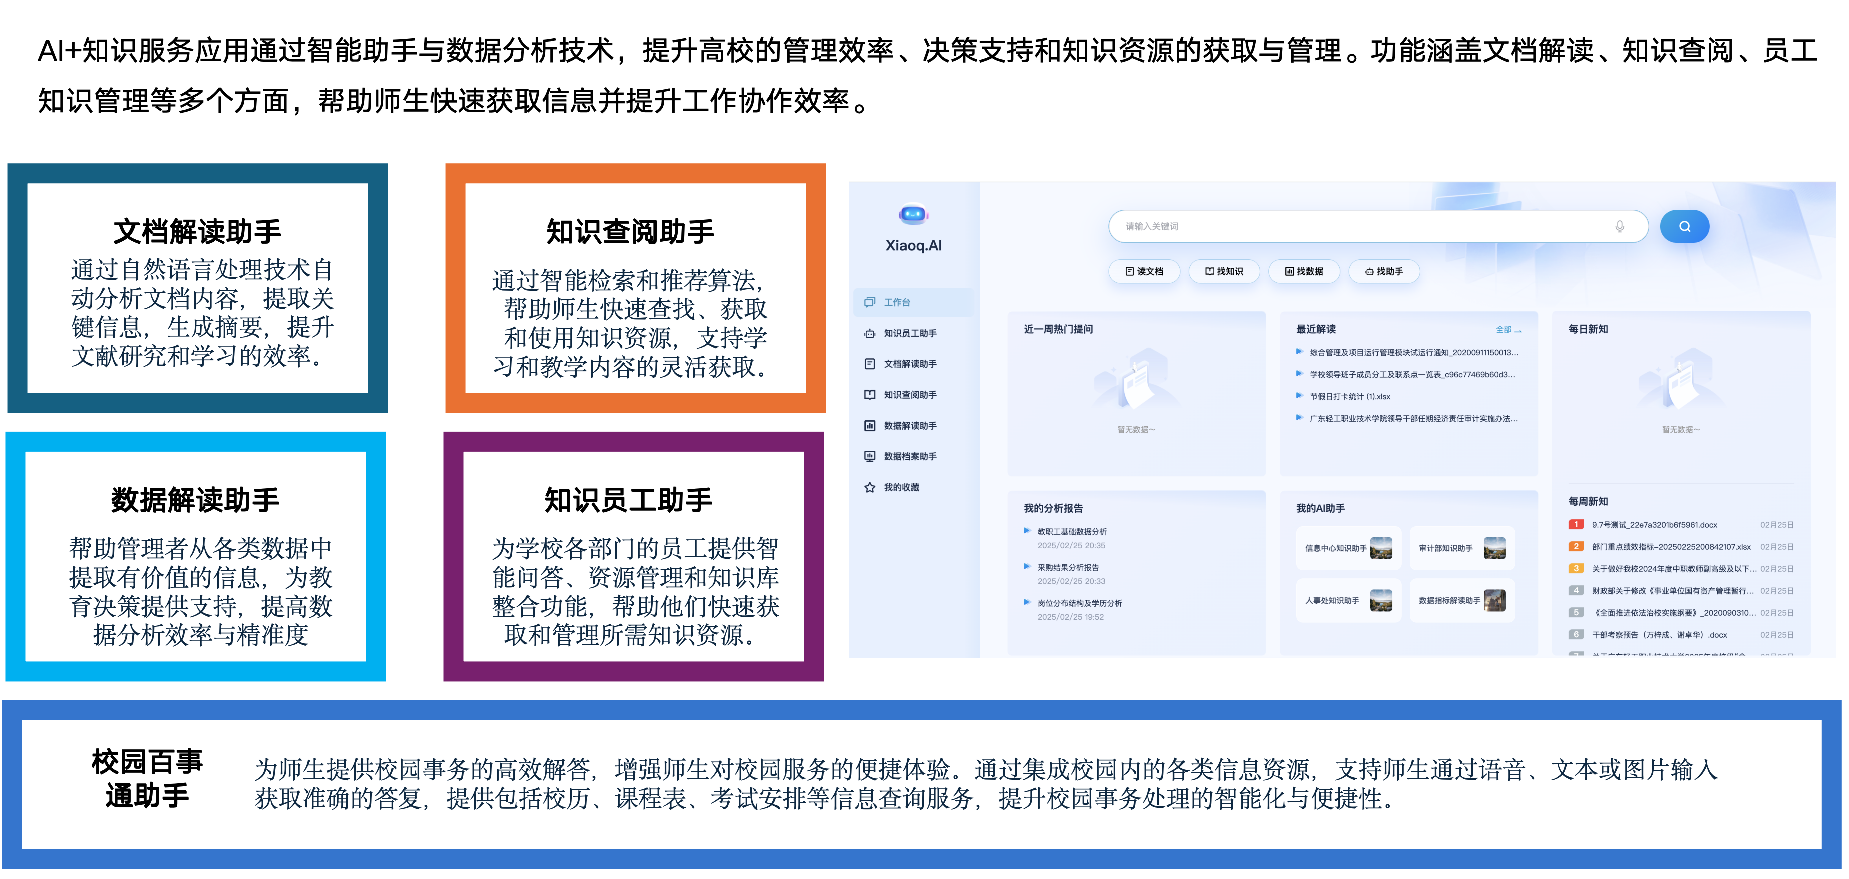 AI+知识服务应用通过智能助手与数据分析技术，提升高校的管理效率、决策支持和知识资源的获取与管理。功能涵盖文档解读、知识查阅、员工
知识管理等多个方面，帮助师生快速获取信息并提升工作协作效率。
文档解读助手
通过自然语言处理技术自
动分析文档内容，提取关
键信息，生成摘要，提升
文献研究和学习的效率。
知识查阅助手
通过智能检索和推荐算法，
帮助师生快速查找、获取
和使用知识资源，支持学
习和教学内容的灵活获取。
数据解读助手
帮助管理者从各类数据中
提取有价值的信息，为教
育决策提供支持，提高数
据分析效率与精准度
知识员工助手
为学校各部门的员工提供智
能问答、资源管理和知识库
整合功能，帮助他们快速获
取和管理所需知识资源。
Xiaoq.AI
工作台
知识员工助手
文档解读助手
知识查阅助手
数据解读助手
数据档案助手
我的收藏
请输入关键词
读文档
找知识
找数据
找助手
近一周热门提问
暂无数据~
最近解读
全部
综合管理及项目运行管理模块试运行通知_20200911150013...
学校领导班子成员分工及联系点一览表_c96c77469b60d3...
节假日打卡统计 (1).xlsx
广东轻工职业技术学院领导干部任期经济责任审计实施办法...
每日新知
暂无数据~
我的分析报告
教职工基础数据分析
2025/02/25 20:35
采购结果分析报告
2025/02/25 20:33
岗位分布结构及学历分析
2025/02/25 19:52
我的AI助手
信息中心知识助手
审计部知识助手
人事处知识助手
数据指标解读助手
每周新知
1 9.7号测试_22e7a3201b6f5961.docx 02月25日
2 部门重点绩效指标-20250225200842107.xlsx 02月25日
3 关于做好我校2024年度中职教师副高级及以下... 02月25日
4 财政部关于修改《事业单位国有资产管理暂行... 02月25日
5 《全面推进依法治校实施纲要》_2020090310... 02月25日
6 干部考察预告（万梓成、谢卓华）.docx 02月25日
校园百事
通助手
为师生提供校园事务的高效解答，增强师生对校园服务的便捷体验。通过集成校园内的各类信息资源，支持师生通过语音、文本或图片输入
获取准确的答复，提供包括校历、课程表、考试安排等信息查询服务，提升校园事务处理的智能化与便捷性。